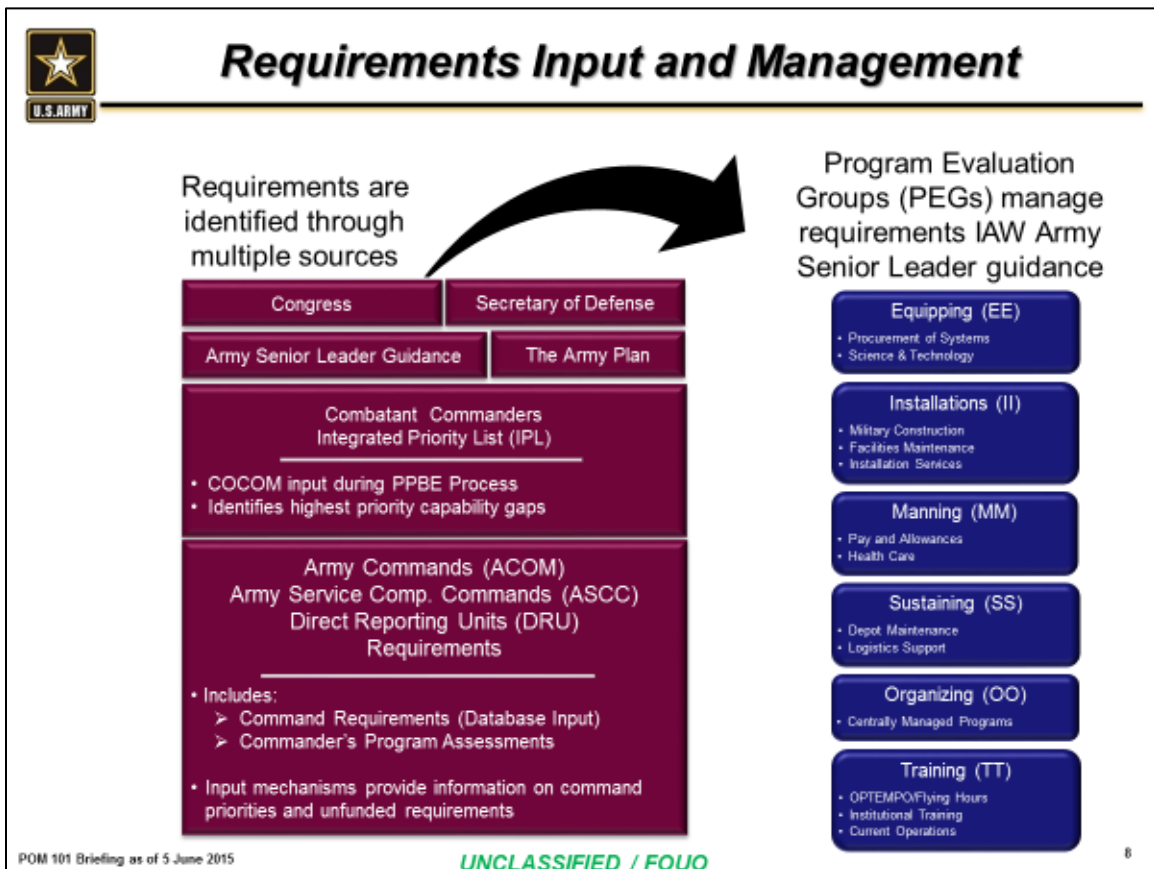 Requirements Input and Management
U.S.ARMY
Requirements are
identified through
multiple sources
Congress
Secretary of Defense
Army Senior Leader Guidance
The Army Plan
Combatant Commanders
Integrated Priority List (IPL)
• COCOM input during PPBE Process
• Identifies highest priority capability gaps
Army Commands (ACOM)
Army Service Comp. Commands (ASCC)
Direct Reporting Units (DRU)
Requirements
• Includes:
➢ Command Requirements (Database Input)
➢ Commander's Program Assessments
• Input mechanisms provide information on command
priorities and unfunded requirements
Program Evaluation
Groups (PEGs) manage
requirements IAW Army
Senior Leader guidance
Equipping (EE)
• Procurement of Systems
• Science & Technology
Installations (II)
• Military Construction
• Facilities Maintenance
• Installation Services
Manning (MM)
• Pay and Allowances
• Health Care
Sustaining (SS)
• Depot Maintenance
• Logistics Support
Organizing (OO)
• Centrally Managed Programs
Training (TT)
• OPTEMPO/Flying Hours
• Institutional Training
• Current Operations
POM 101 Briefing as of 5 June 2015
UNCLASSIFIED / FOUO
8